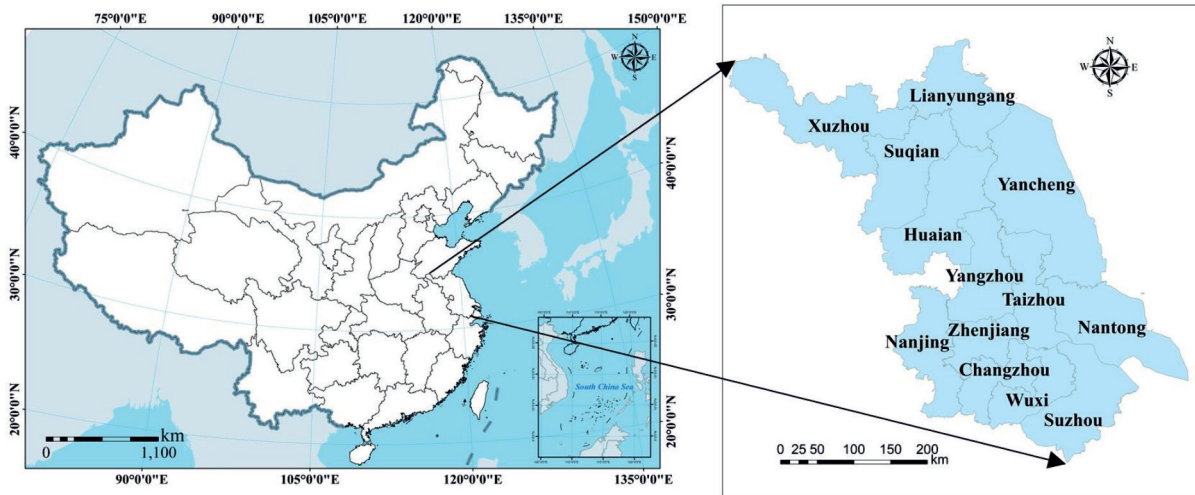 75°0'0"E 90°0'0"E 105°0'0"E 120°0'0"E 135°0'0"E 150°0'0"E
N
W E
S
40°0'0"N
30°0'0"N
20°0'0"N
40°0'0"N
30°0'0"N
20°0'0"N
South China Sea
km
0 1,100
90°0'0"E 105°0'0"E 120°0'0"E 135°0'0"E
N
W E
S
Lianyungang
Xuzhou
Suqian
Yancheng
Huaian
Yangzhou
Taizhou
Nanjing
Zhenjiang
Nantong
Changzhou
Wuxi
Suzhou
0 25 50 100 150 200
km